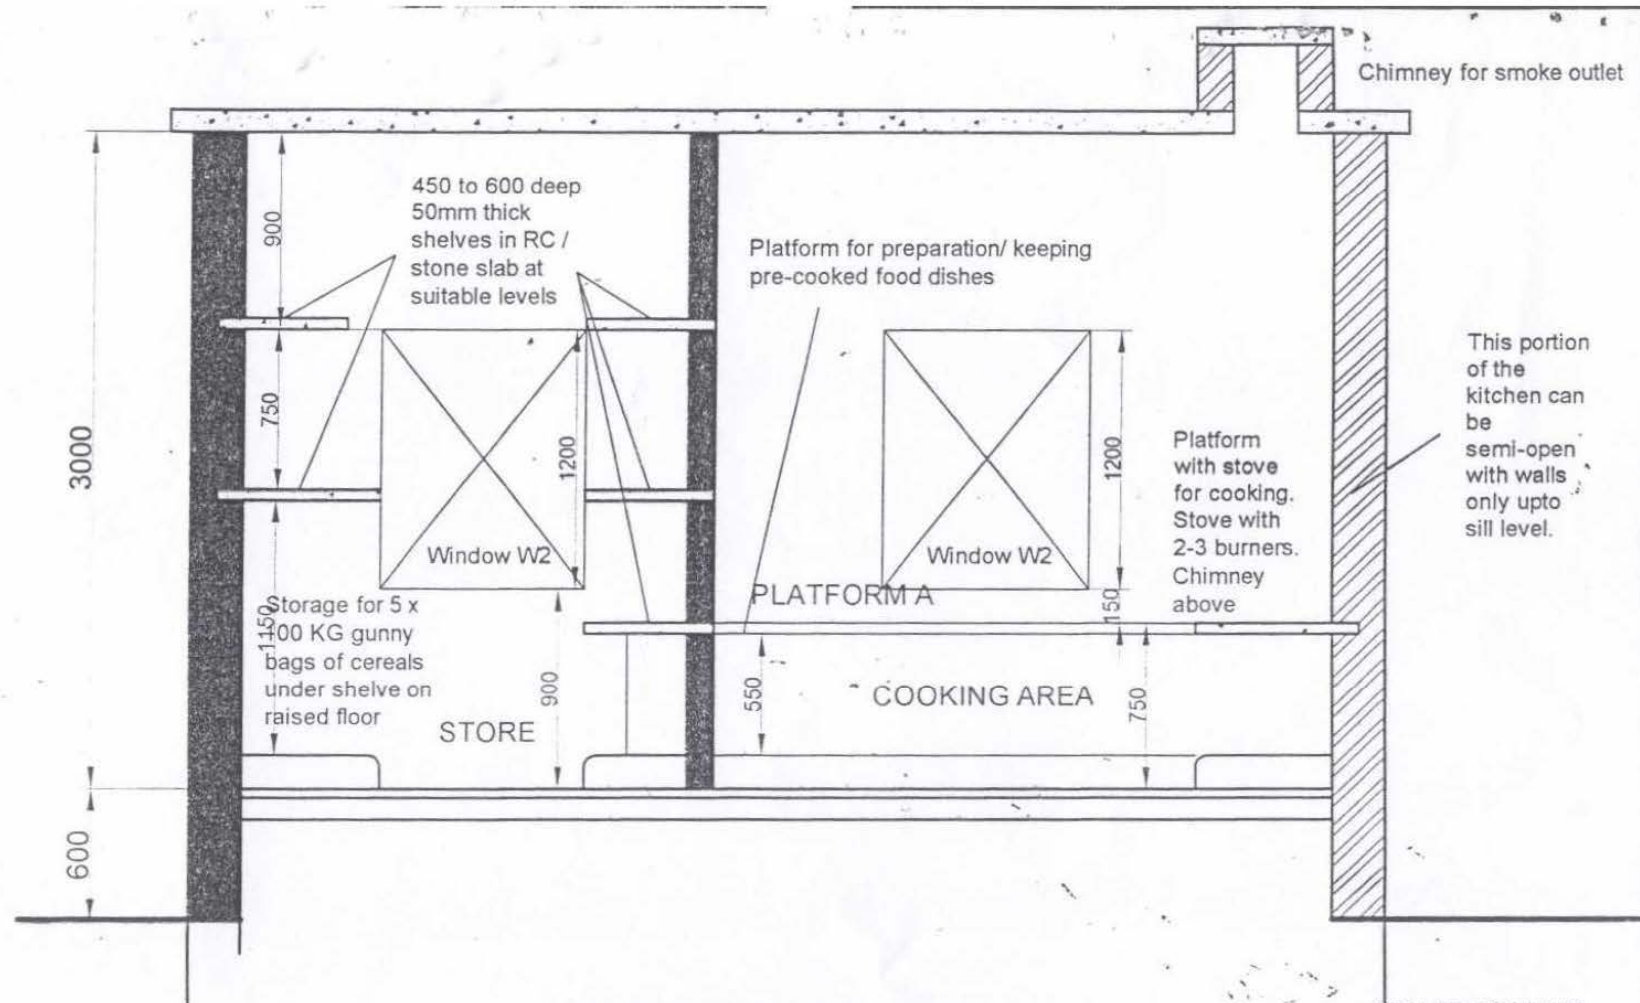 Chimney for smoke outlet
450 to 600 deep
50mm thick
shelves in RC /
stone slab at
suitable levels
900
Platform for preparation/ keeping
pre-cooked food dishes
This portion
of the
kitchen can
be
semi-open
with walls
only upto
sill level.
750
3000
1200
1200
Platform
with stove
for cooking.
Stove with
2-3 burners.
Chimney
above
Window W2
Window W2
PLATFORM A
150
1150
Storage for 5 x
100 KG gunny
bags of cereals
under shelve on
raised floor
900
550
COOKING AREA
750
STORE
600